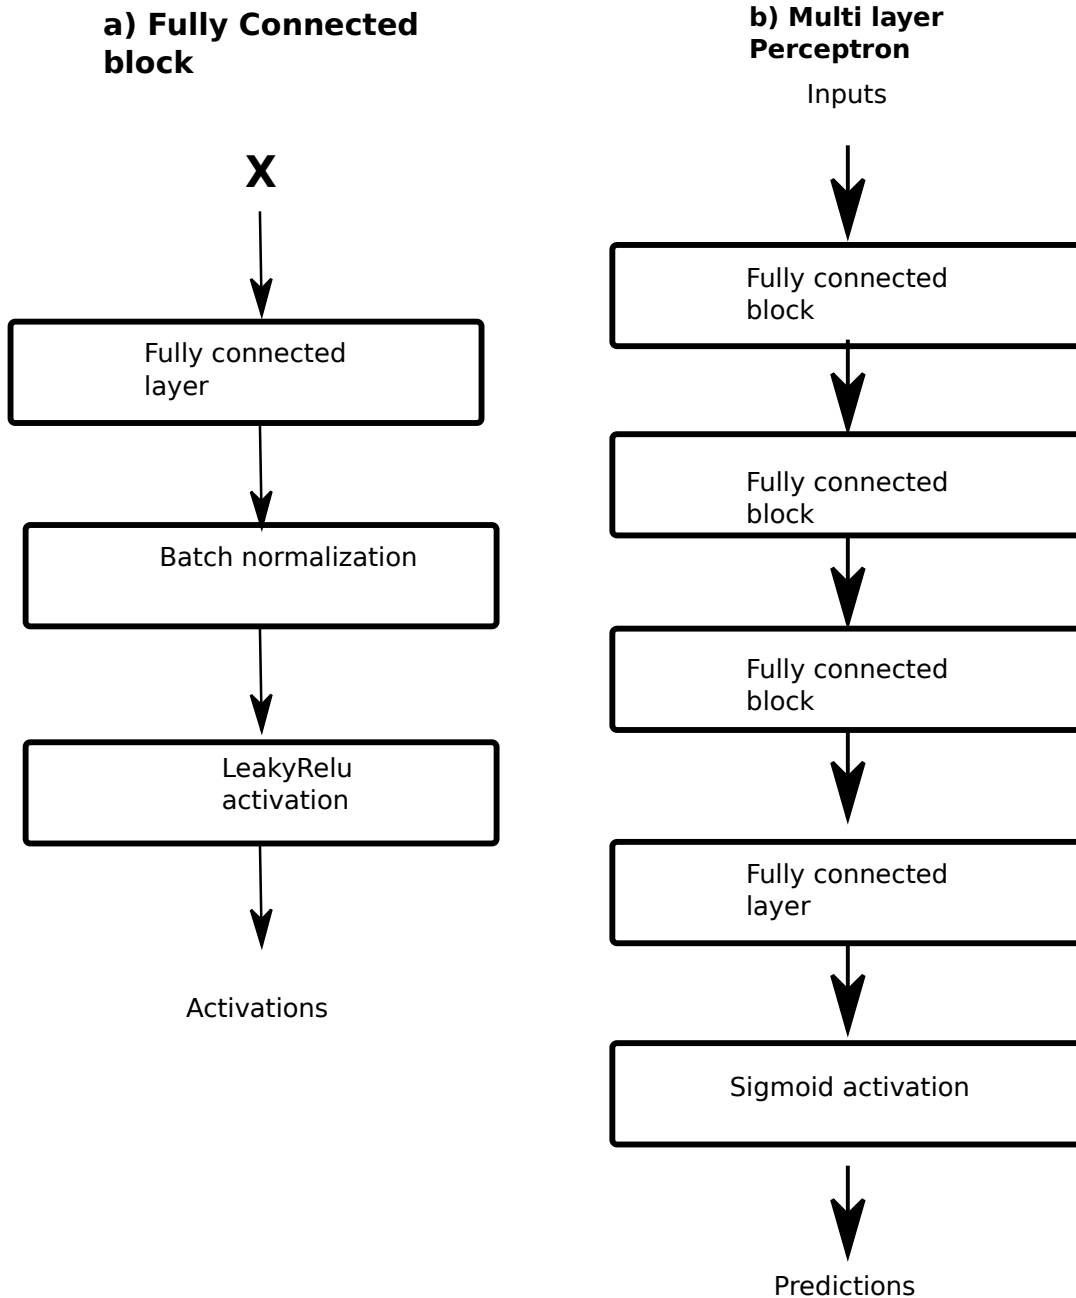 a) Fully Connected
block
X
Fully connected
layer
Batch normalization
LeakyRelu
activation
Activations
b) Multi layer
Perceptron
Inputs
Fully connected
block
Fully connected
block
Fully connected
block
Fully connected
layer
Sigmoid activation
Predictions